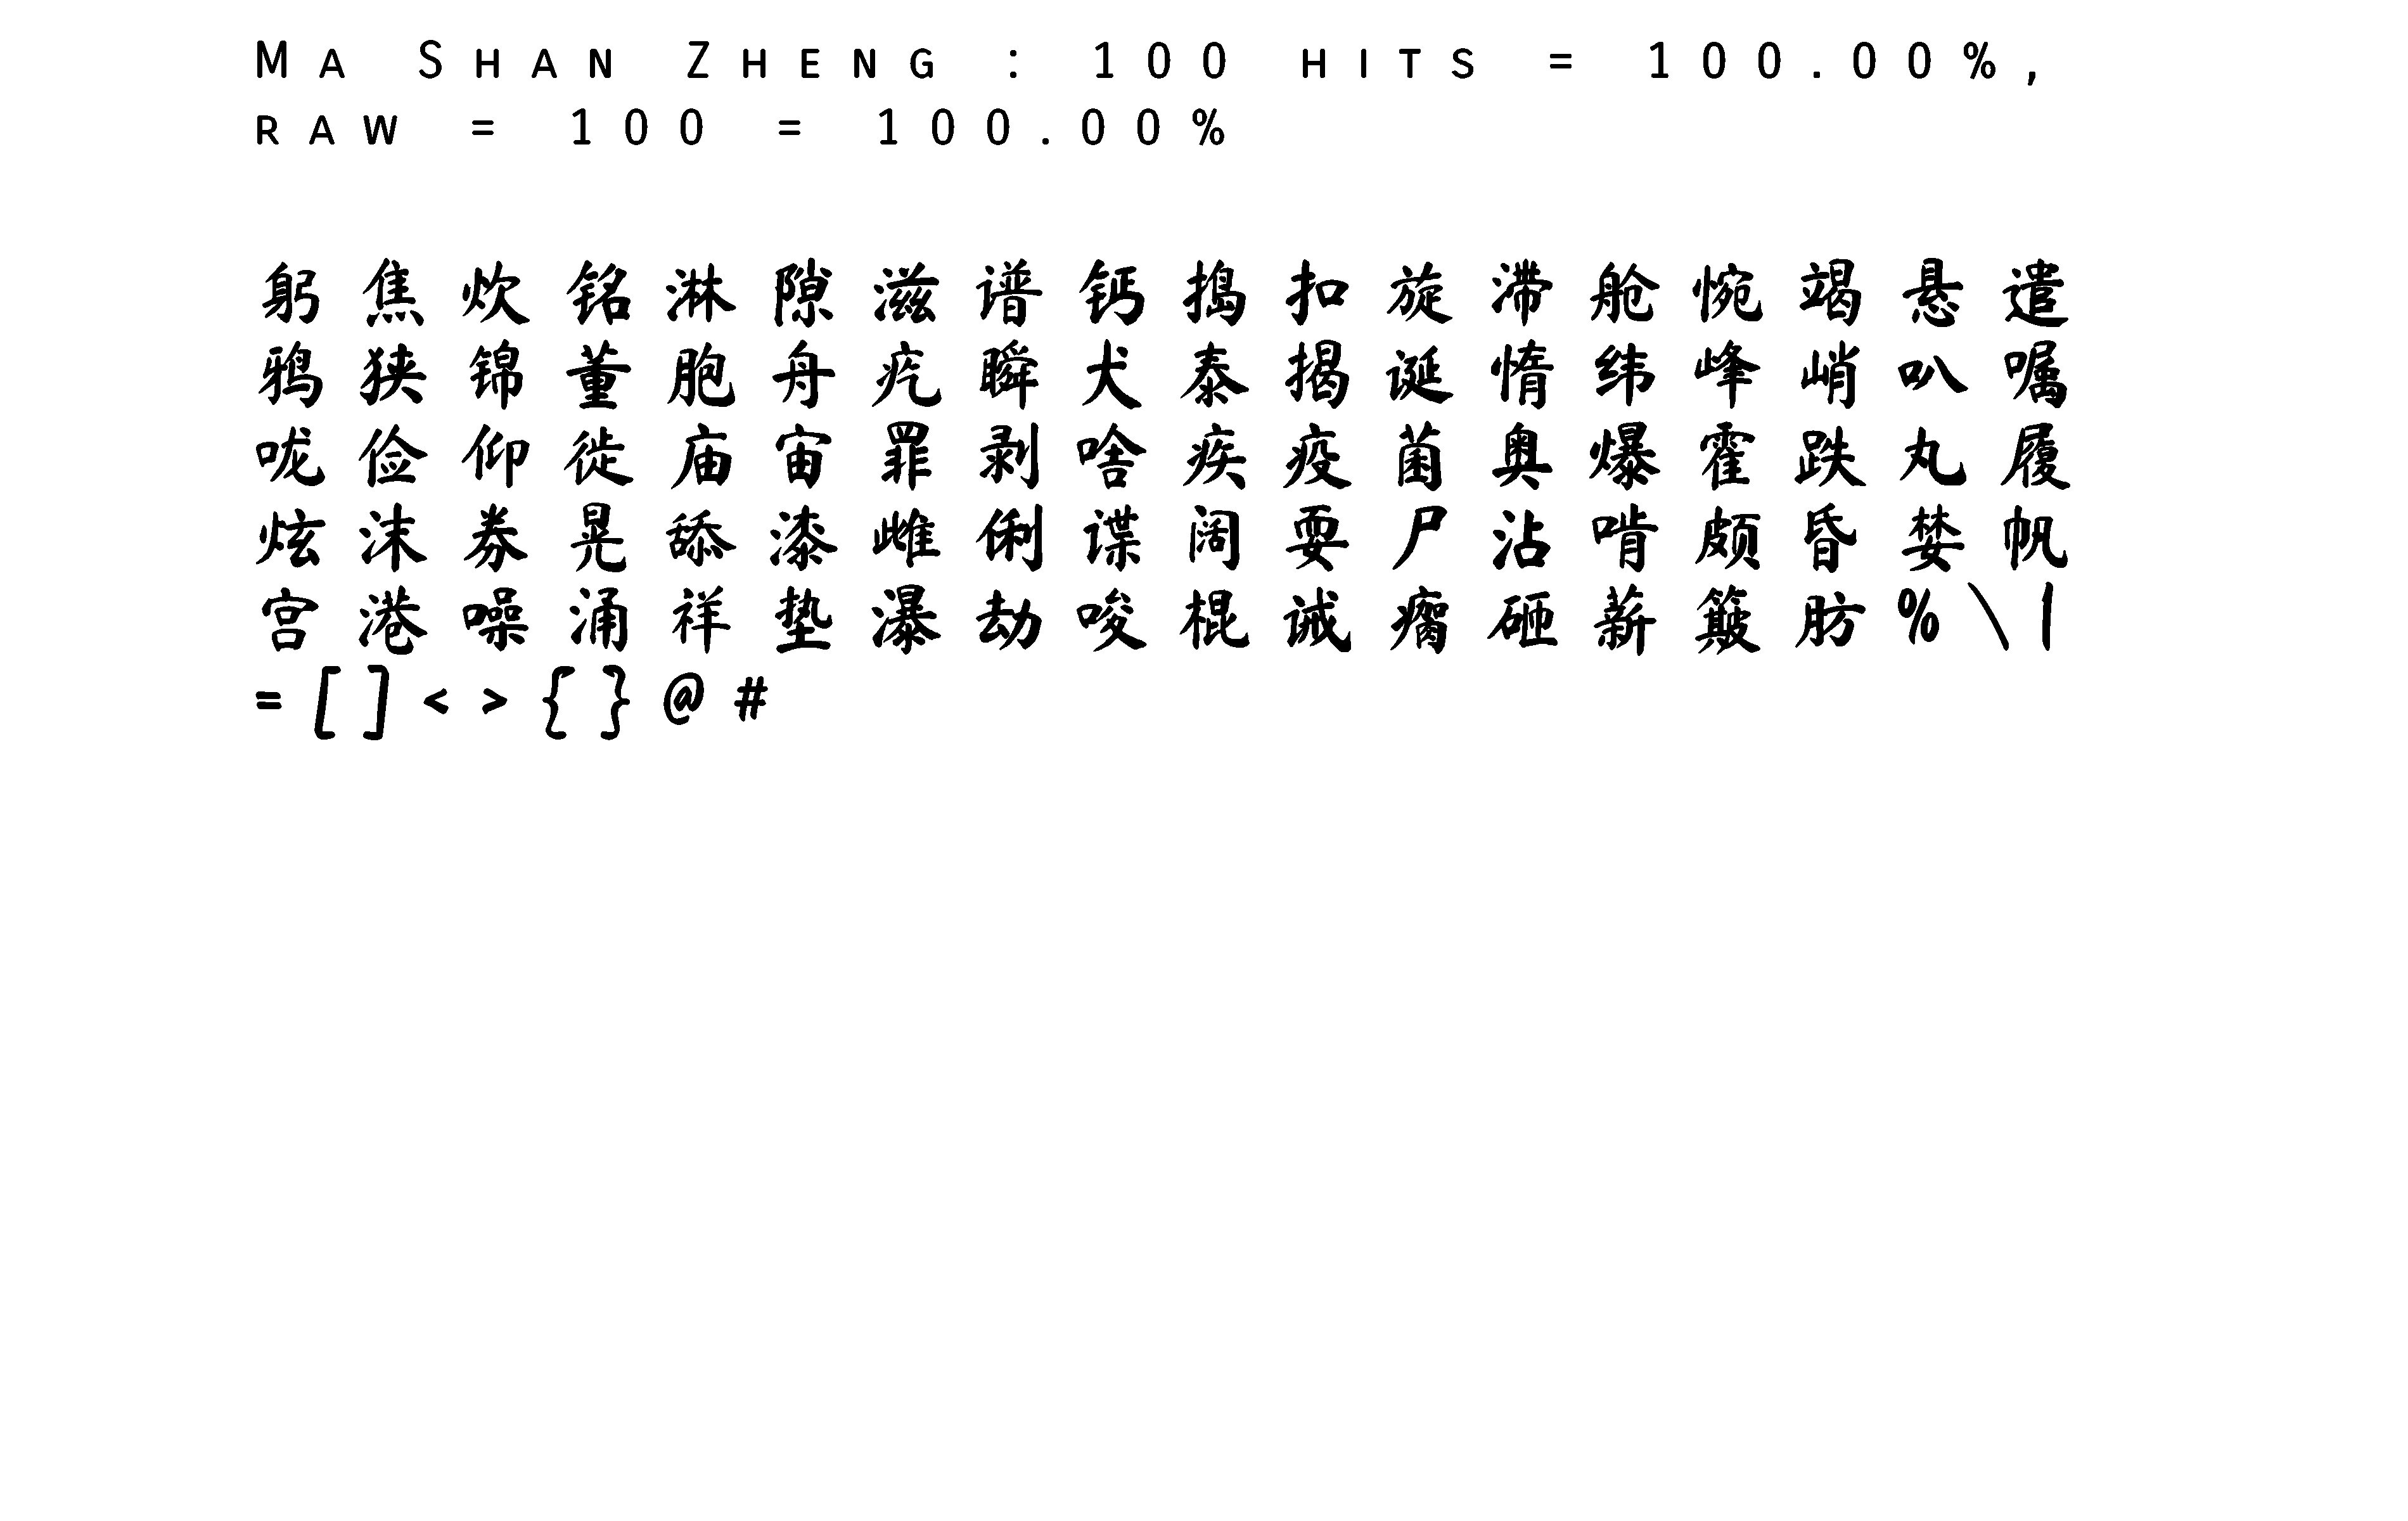 Ma Shan Zheng : 100 hits = 100.00%,
raw = 100 = 100.00%
躬焦炊铭淋隙滋谱钙捣扣旋滞舱惋竭悬遣
鸦狭锦董胞舟疙瞬犬泰揭诞惰纬峰峭叭嘱
咙俭仰徙庙宙罪剥啥疾疫菌奥爆霍跌丸履
炫沫券晃舔漆雌俐谍阔耍尸沾啃颇昏婪帆
宫港噪涌祥垫瀑劫唆棍诫瘸砸薪簸肪%\|
=[]<>{}@#